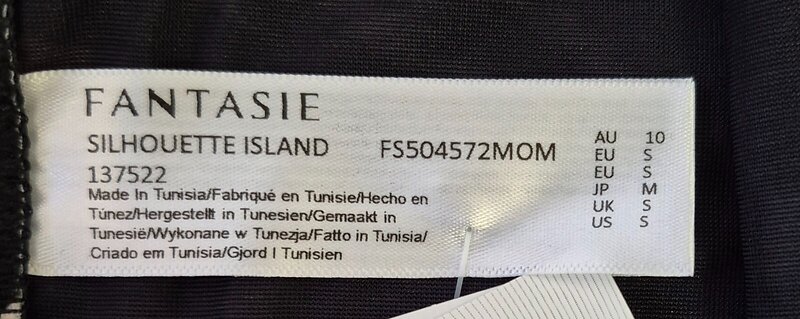 FANTASIE
SILHOUETTE ISLAND FS504572MOM
137522
Made In Tunisia/Fabriqué en Tunisie/Hecho en
Túnez/Hergestellt in Tunesien/Gemaakt in
Tunesië/Wykonane w Tunezja/Fatto in Tunisia/
Criado em Tunísia/Gjord I Tunisien
AU 10
EU S
EU S
JP M
UK S
US S